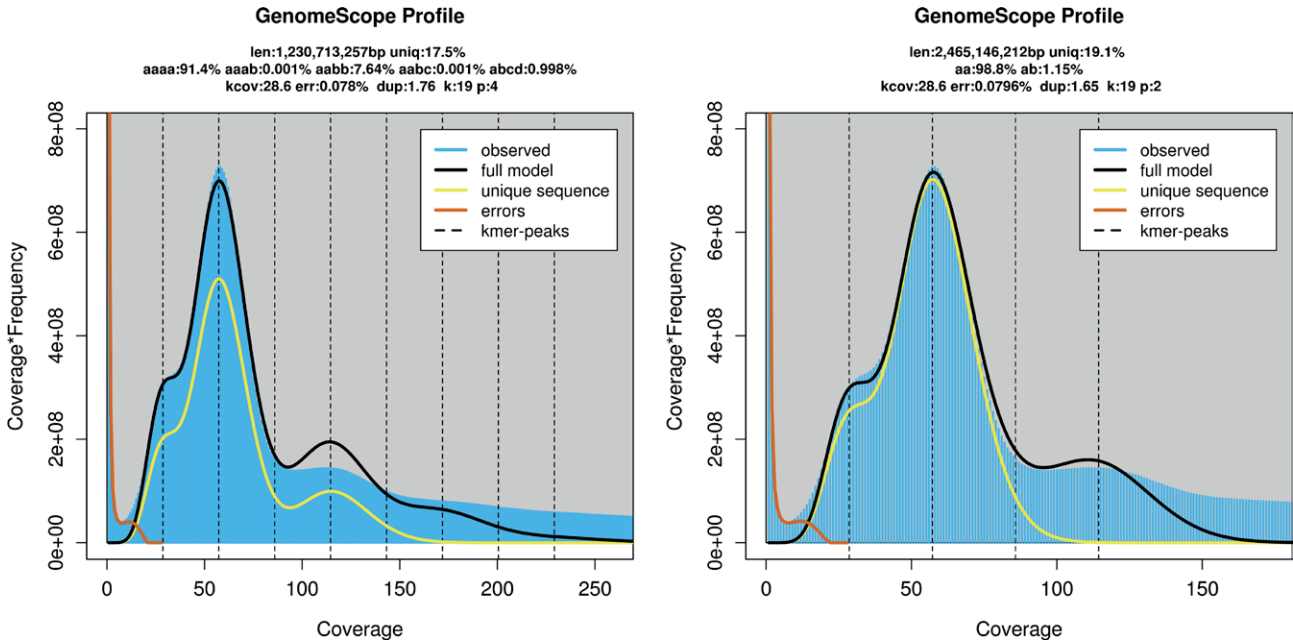 GenomeScope Profile
len:1,230,713,257bp uniq:17.5%
aaaa:91.4% aaab:0.001% aabb:7.64% aabc:0.001% abcd:0.998%
kcov:28.6 err:0.078% dup:1.76 k:19 p:4
Coverage*Frequency
0e+00 2e+08 4e+08 6e+08 8e+08
observed
full model
unique sequence
errors
kmer-peaks
0 50 100 150 200 250
Coverage
GenomeScope Profile
len:2,465,146,212bp uniq:19.1%
aa:98.8% ab:1.15%
kcov:28.6 err:0.0796% dup:1.65 k:19 p:2
Coverage*Frequency
0e+00 2e+08 4e+08 6e+08 8e+08
observed
full model
unique sequence
errors
kmer-peaks
0 50 100 150
Coverage